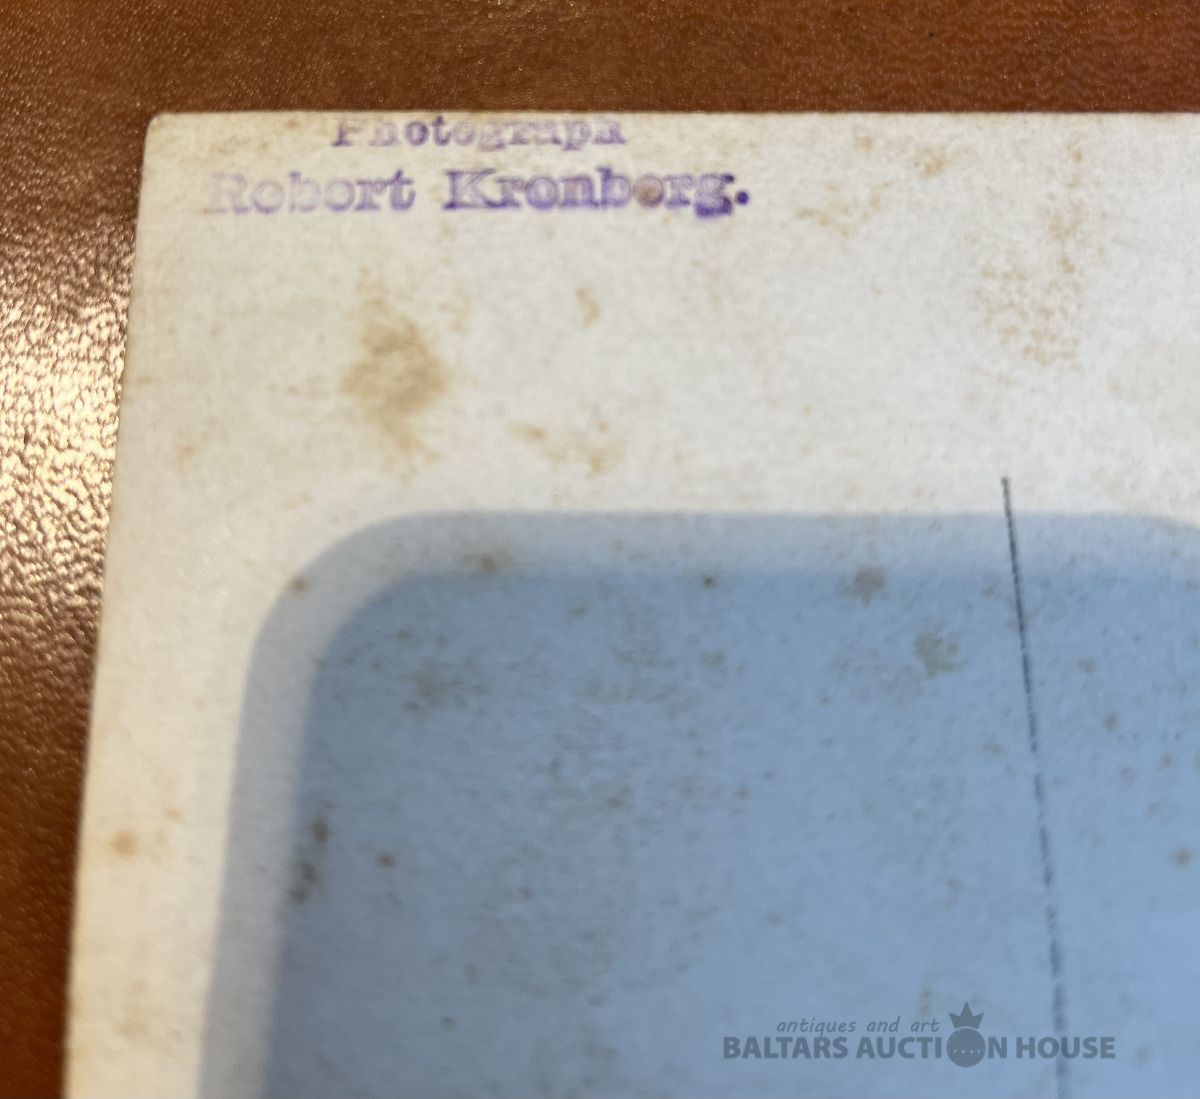 Photograph
Robert Kronberg.
antiques and art
BALTARS AUCTION HOUSE